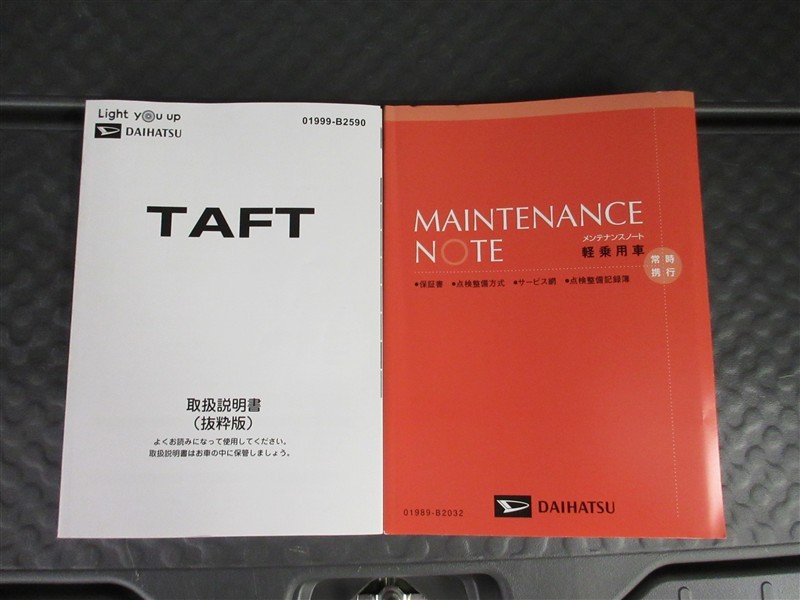 Light you up
DAIHATSU
01999-B2590
TAFT
取扱説明書
（抜粋版）
よくお読みになって使用してください。
取扱説明書はお車の中に保管しましょう。
MAINTENANCE
NOTE
メンテナンスノート
軽乗用車
常時
携行
●保証書 ●点検整備方式 ●サービス網 ●点検整備記録簿
01989-B2032
DAIHATSU